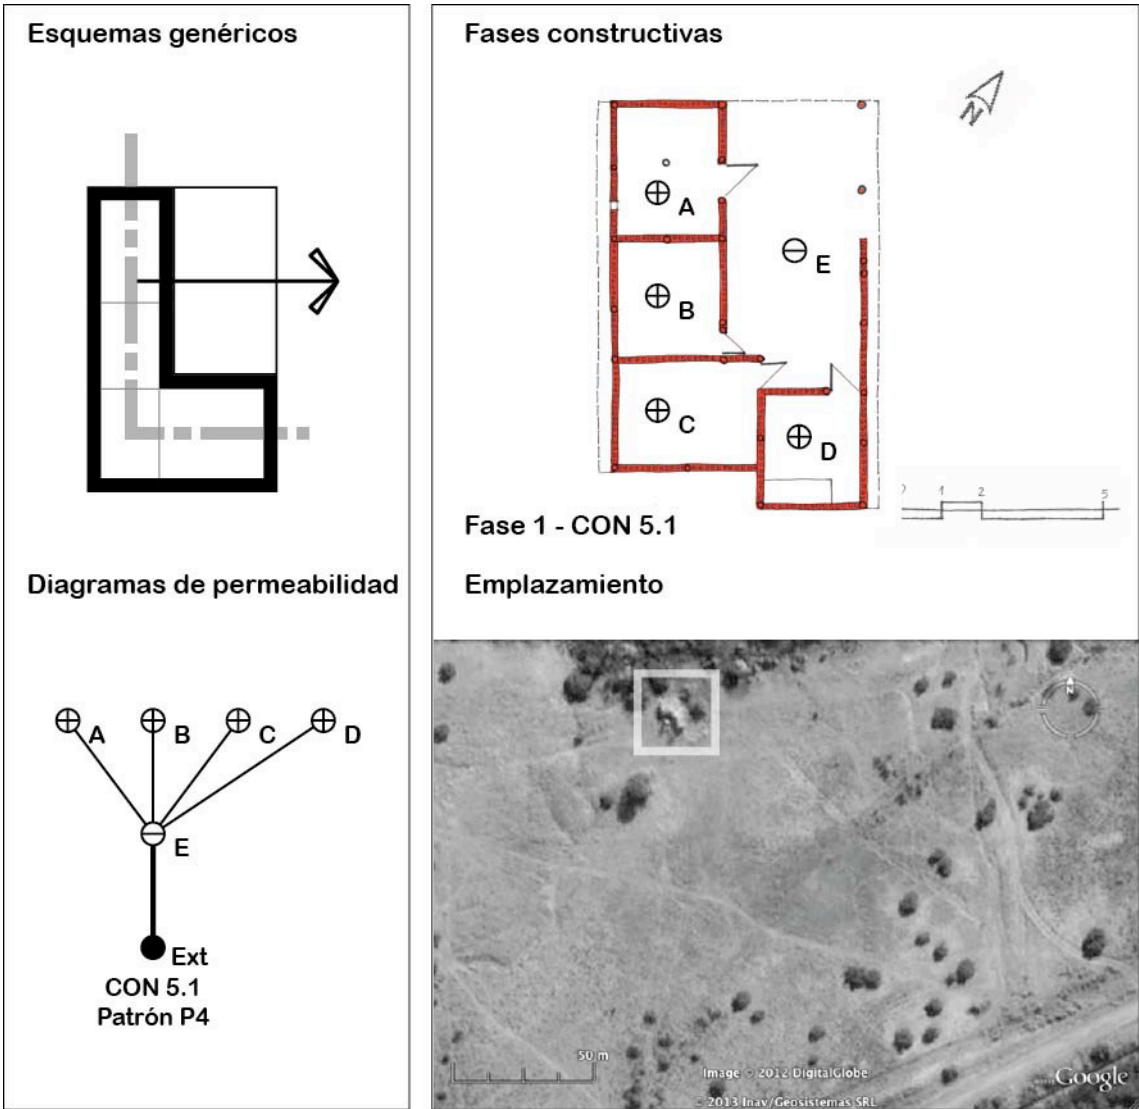 Esquemas genéricos
Diagramas de permeabilidad
A B C D
E
Ext
CON 5.1
Patrón P4
Fases constructivas
N
A
E
B
C
D
1 2 5
Fase 1 - CON 5.1
Emplazamiento
N
50 m
Image © 2012 DigitalGlobe
© 2013 Inav/Geosistemas SRL
Google